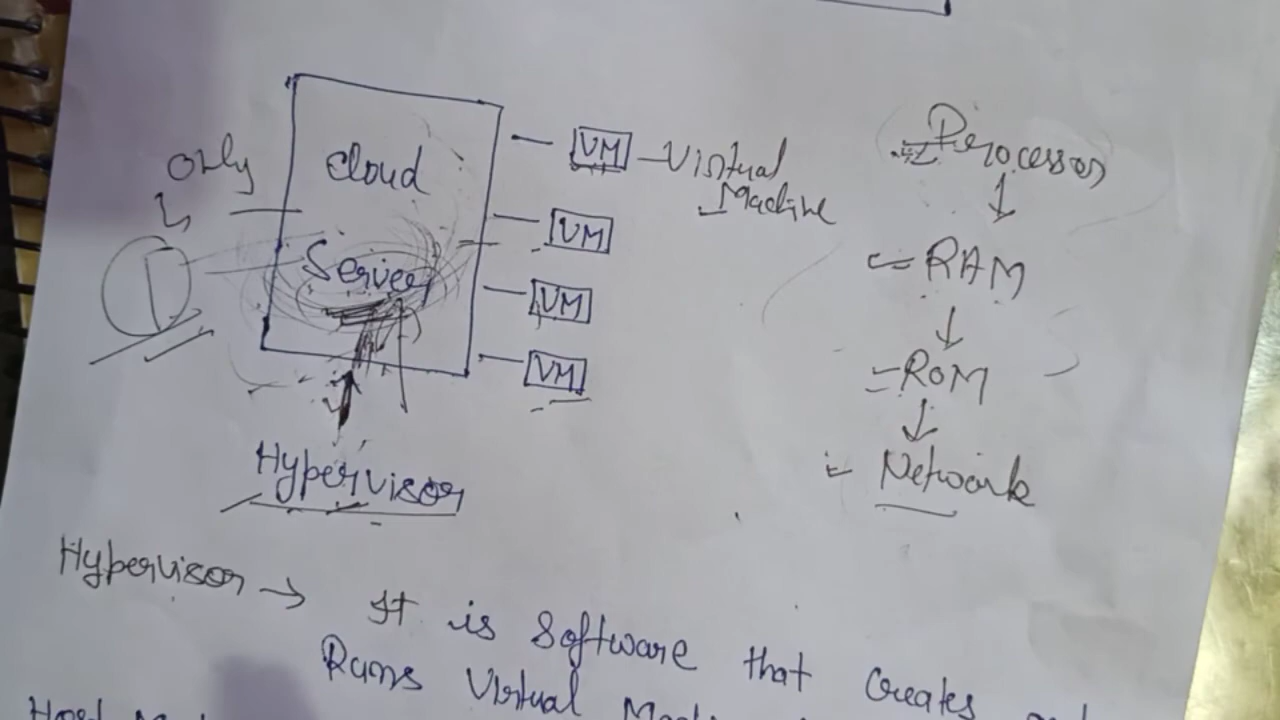 Only
1
Cloud
Server
VM
Virtual
Machine
VM
VM
VM
Hypervisor
Processor
RAM
ROM
Network
Hypervisor → It is Software that Creates
Runs Virtual